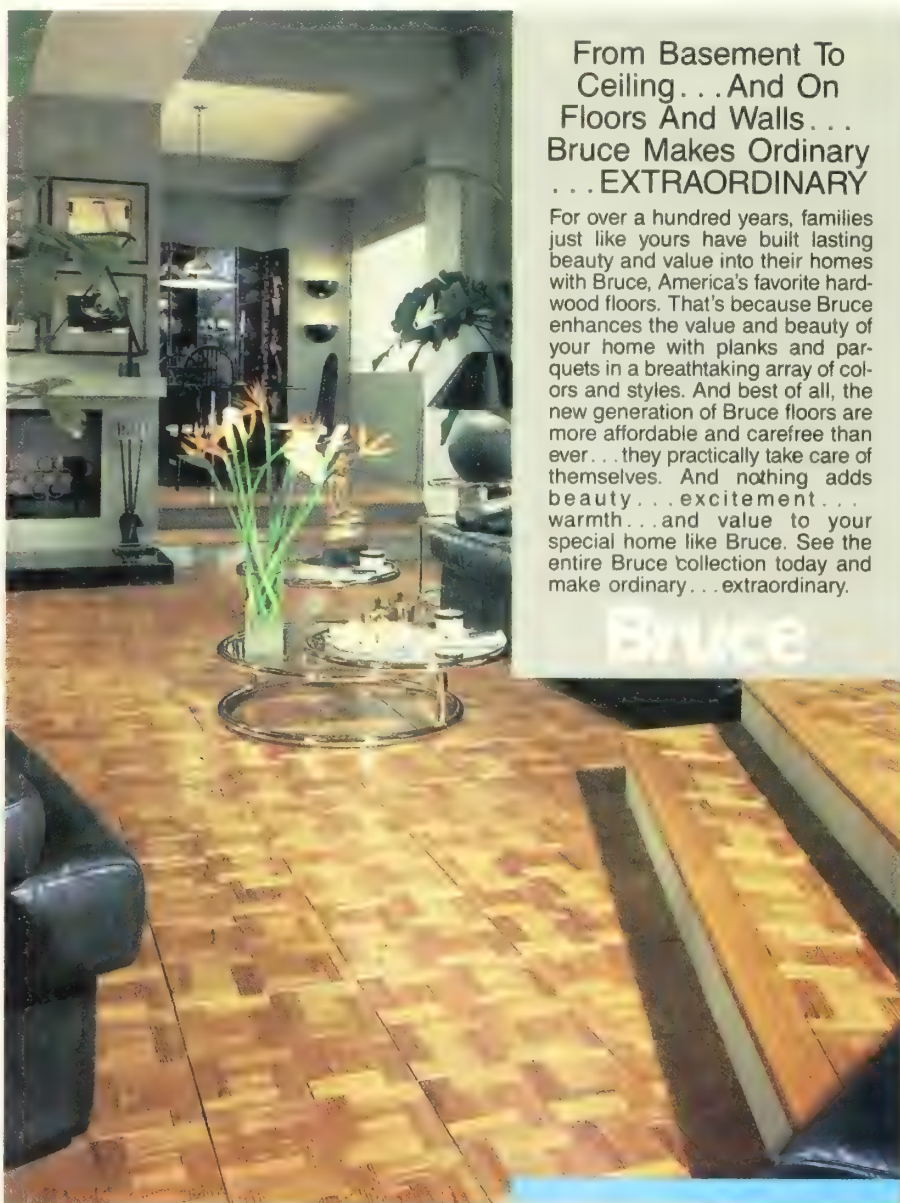 From Basement To
Ceiling...And On
Floors And Walls...
Bruce Makes Ordinary
...EXTRAORDINARY
For over a hundred years, families
just like yours have built lasting
beauty and value into their homes
with Bruce, America's favorite hard-
wood floors. That's because Bruce
enhances the value and beauty of
your home with planks and par-
quets in a breathtaking array of col-
ors and styles. And best of all, the
new generation of Bruce floors are
more affordable and carefree than
ever...they practically take care of
themselves. And nothing adds
beauty...excitement...
warmth...and value to your
special home like Bruce. See the
entire Bruce collection today and
make ordinary...extraordinary.
Bruce